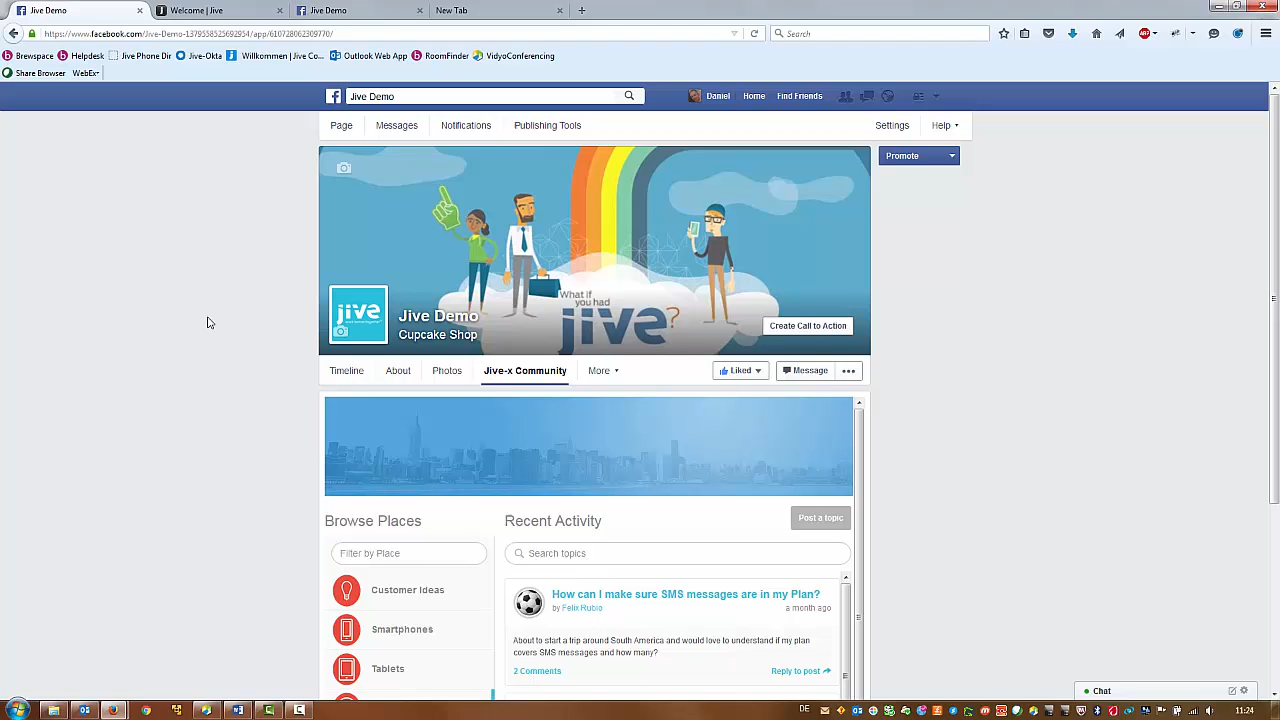 Jive Demo
Welcome | Jive
Jive Demo
New Tab
https://www.facebook.com/Jive-Demo-1379558525692954/app/610728062309770/
Search
Brewspace
Helpdesk
Jive Phone Dir
Jive-Okta
Willkommen | Jive Co...
Outlook Web App
RoomFinder
VidyoConferencing
Share Browser
WebEx
Jive Demo
Daniel
Home
Find Friends
Page
Messages
Notifications
Publishing Tools
Settings
Help
Promote
What if
you had
jive?
jive
Jive Demo
Cupcake Shop
Create Call to Action
Timeline
About
Photos
Jive-x Community
More
Liked
Message
Browse Places
Recent Activity
Post a topic
Filter by Place
Search topics
Customer Ideas
Smartphones
Tablets
How can I make sure SMS messages are in my Plan?
by Felix Rubio
a month ago
About to start a trip around South America and would love to understand if my plan
covers SMS messages and how many?
2 Comments
Reply to post
Chat
DE
11:24